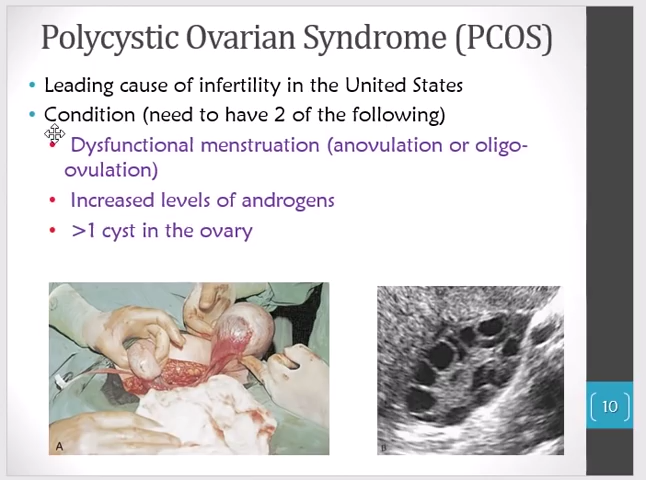 Polycystic Ovarian Syndrome (PCOS)
• Leading cause of infertility in the United States
• Condition (need to have 2 of the following)
• Dysfunctional menstruation (anovulation or oligo-
ovulation)
• Increased levels of androgens
• >1 cyst in the ovary
A
B
10